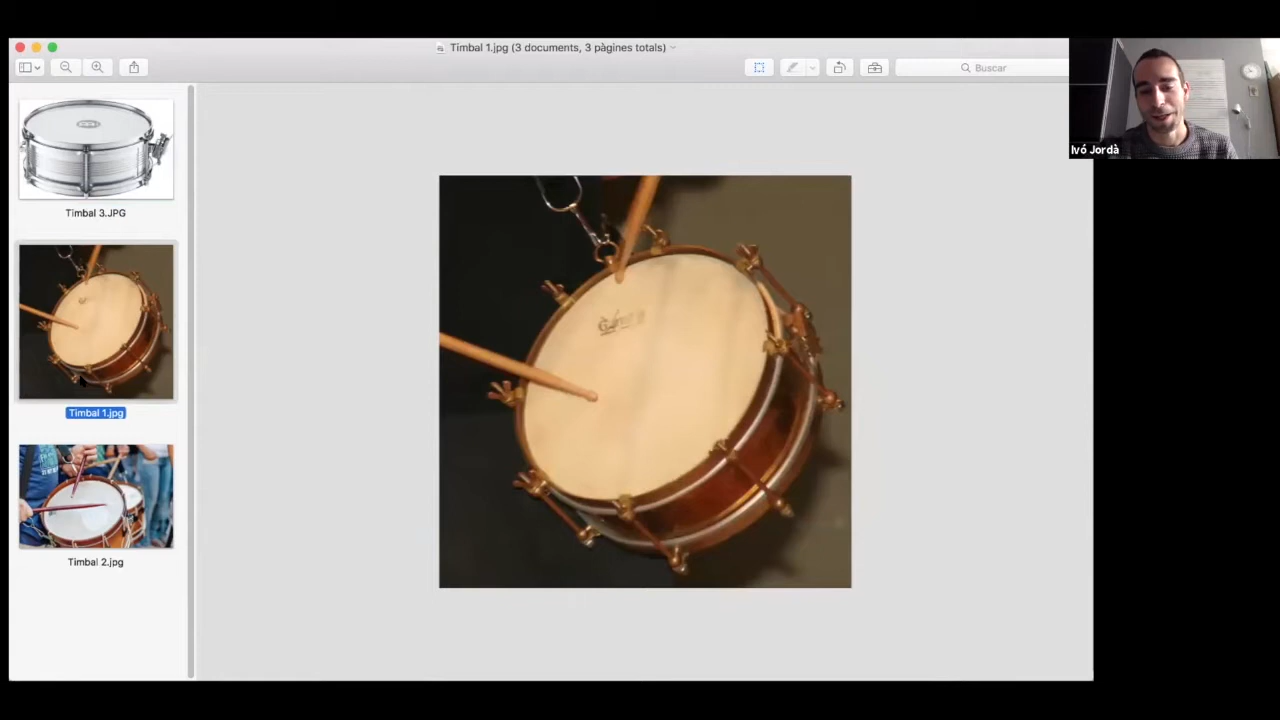 Timbal 1.jpg (3 documents, 3 pàgines totals)
Buscar
Ivó Jordà
Timbal 3.JPG
Timbal 1.jpg
Timbal 2.jpg